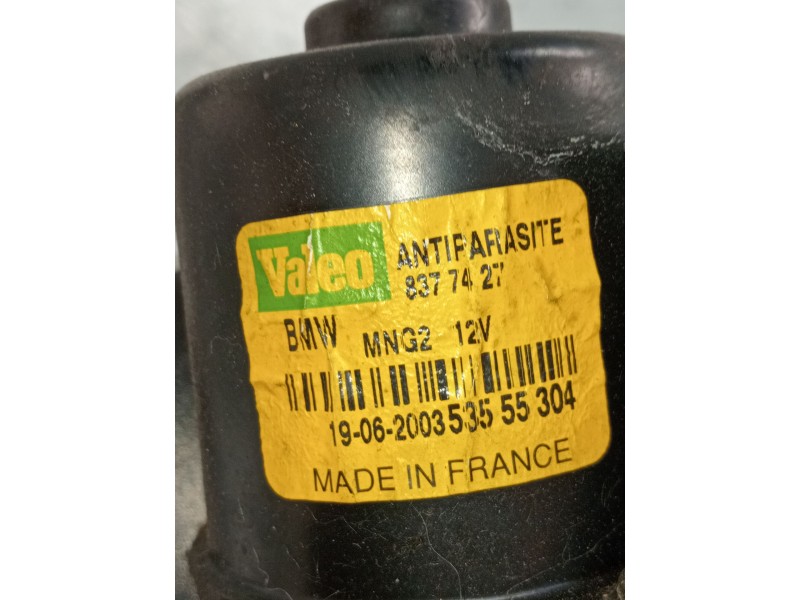 Valeo
ANTIPARASITE
837 74 27
BMW MNG2 12V
19-06-2003 535 55 304
MADE IN FRANCE